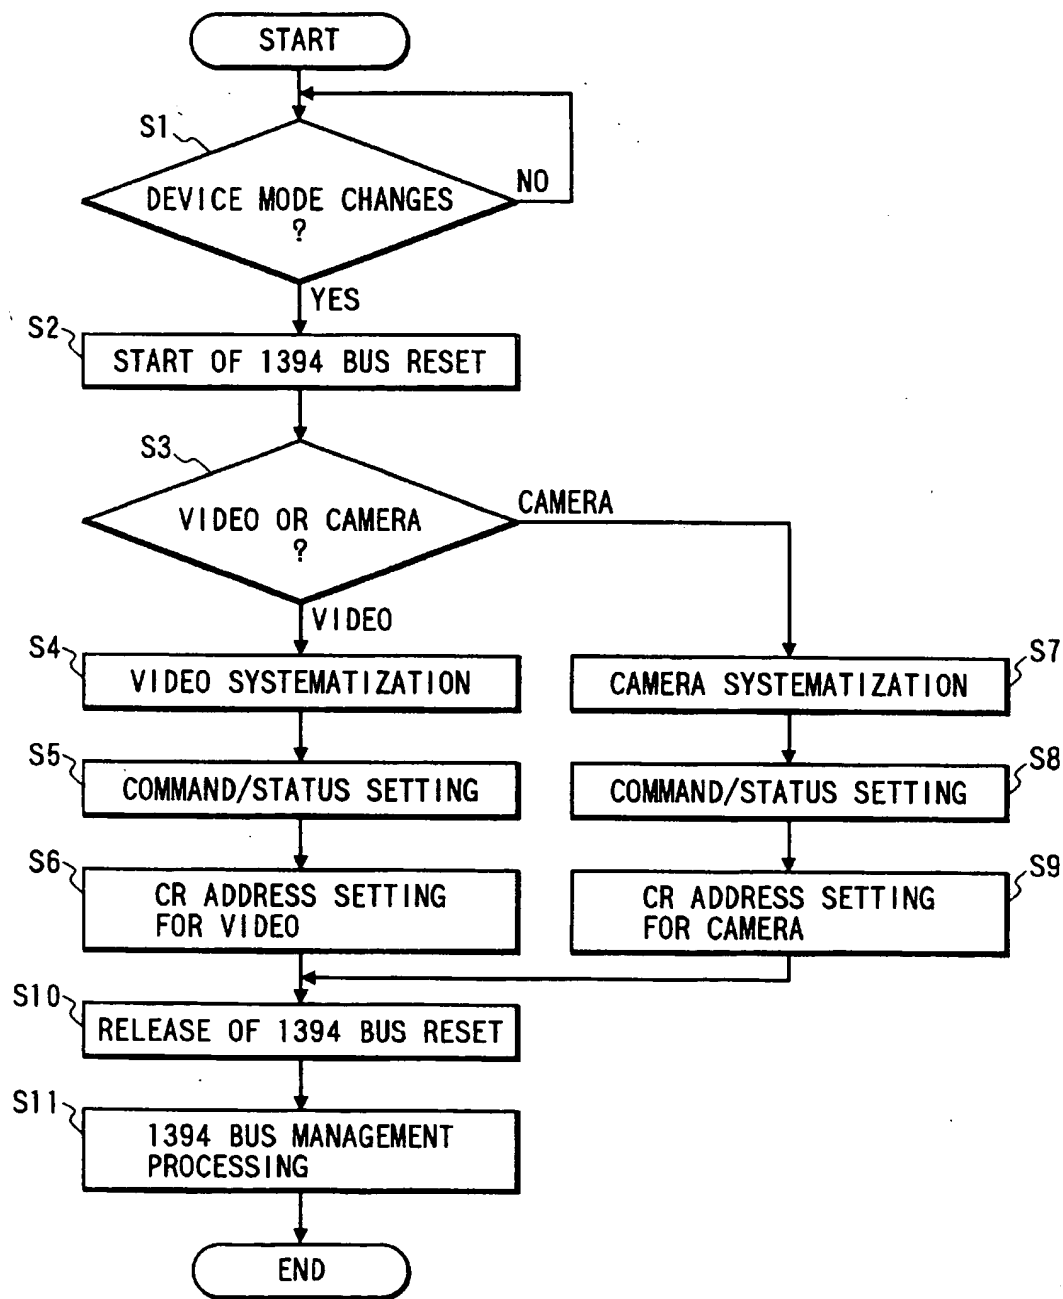 START
S1
DEVICE MODE CHANGES
?
NO
YES
S2
START OF 1394 BUS RESET
S3
VIDEO OR CAMERA
?
CAMERA
VIDEO
S4
VIDEO SYSTEMATIZATION
S7
CAMERA SYSTEMATIZATION
S5
COMMAND/STATUS SETTING
S8
COMMAND/STATUS SETTING
S6
CR ADDRESS SETTING
FOR VIDEO
S9
CR ADDRESS SETTING
FOR CAMERA
S10
RELEASE OF 1394 BUS RESET
S11
1394 BUS MANAGEMENT
PROCESSING
END